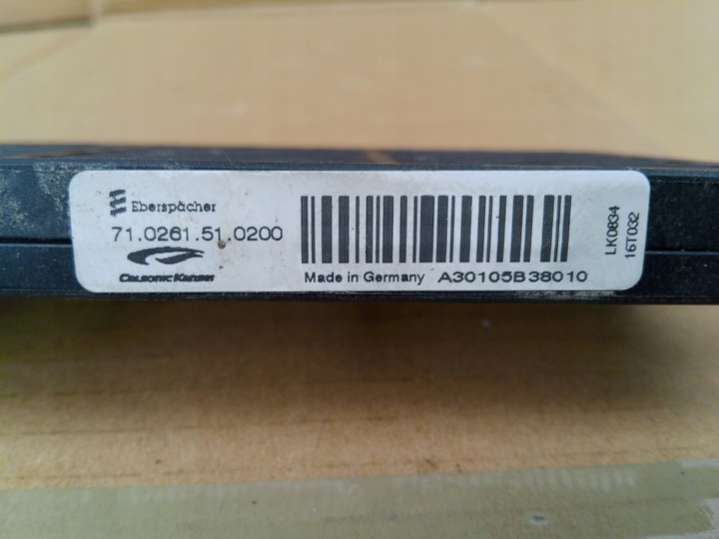 Eberspächer
71.0261.51.0200
Calsonic Kansei
Made in Germany A30105B38010
LK0834
16T032